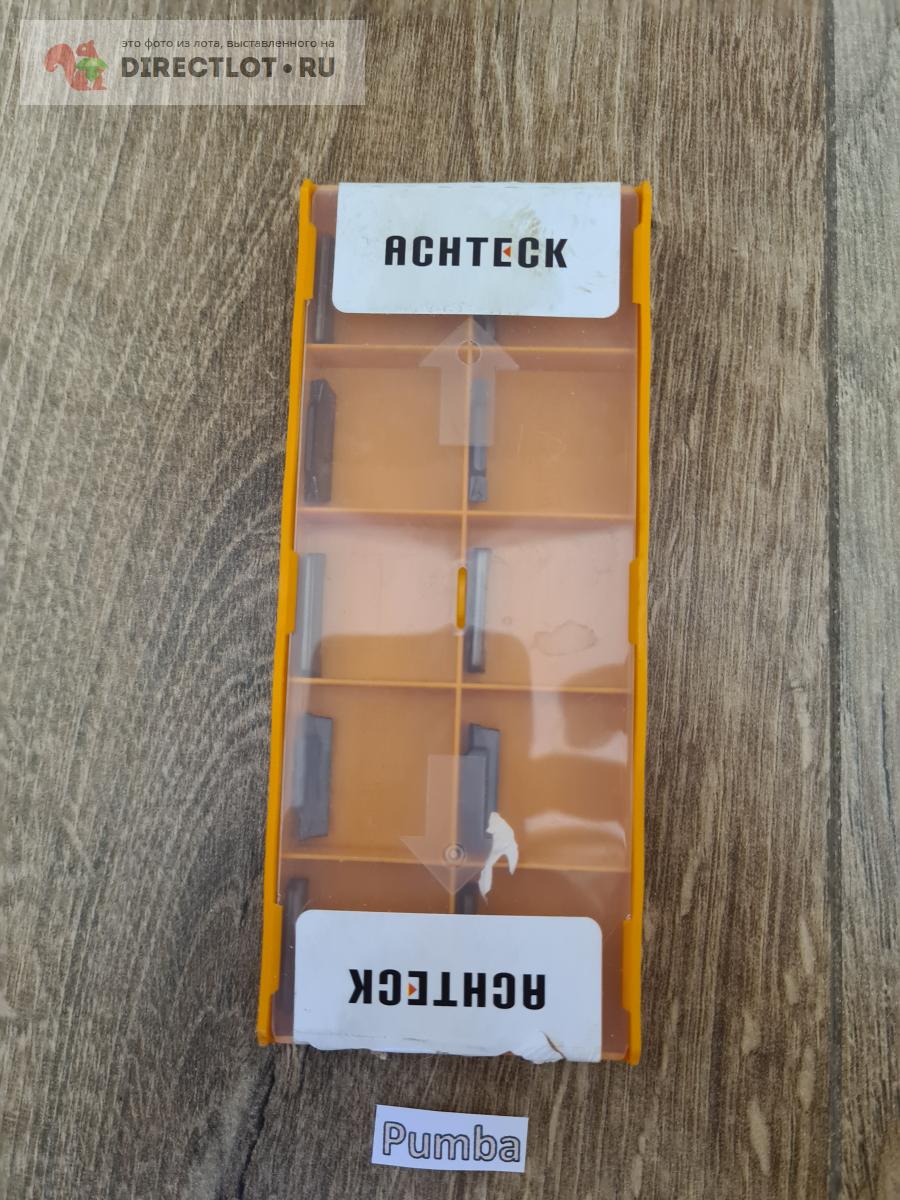 это фото из лота, выставленного на
DIRECTLOT•RU
ACHTECK
ACHTECK
Pumba